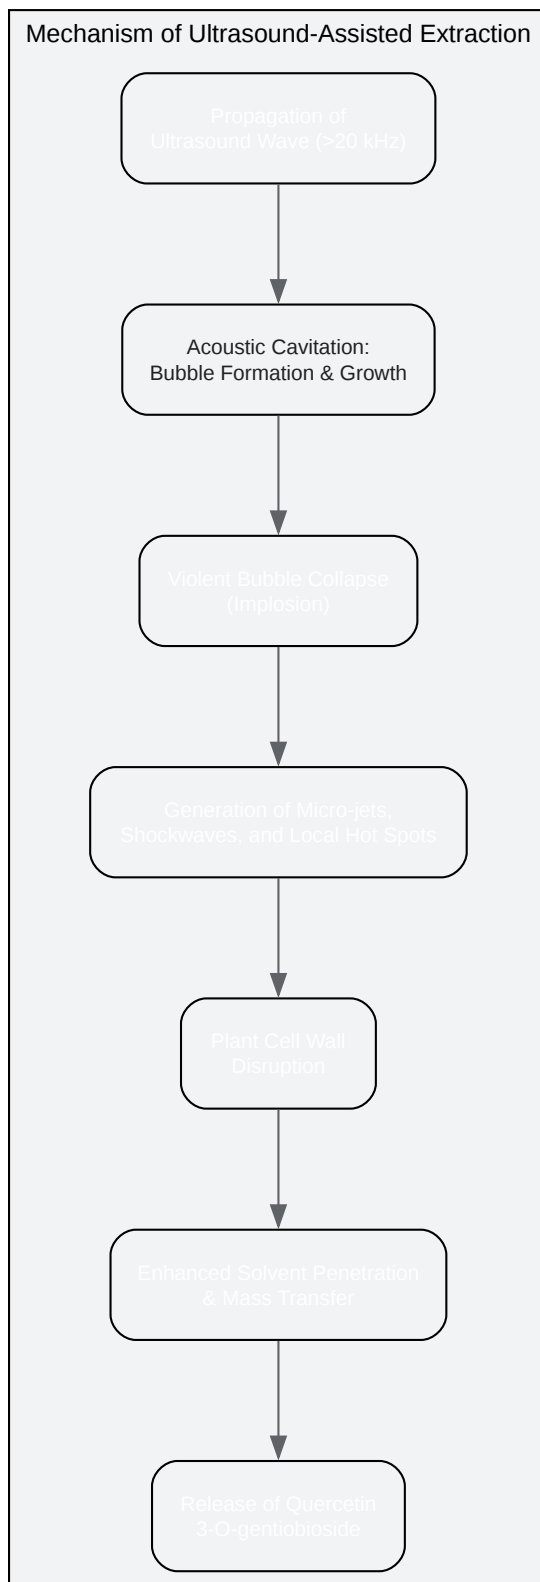 Mechanism of Ultrasound-Assisted Extraction
Propagation of
Ultrasound Wave (>20 kHz)
Acoustic Cavitation:
Bubble Formation & Growth
Violent Bubble Collapse
(Implosion)
Generation of Micro-jets,
Shockwaves, and Local Hot Spots
Plant Cell Wall
Disruption
Enhanced Solvent Penetration
& Mass Transfer
Release of Quercetin
3-O-gentiobioside